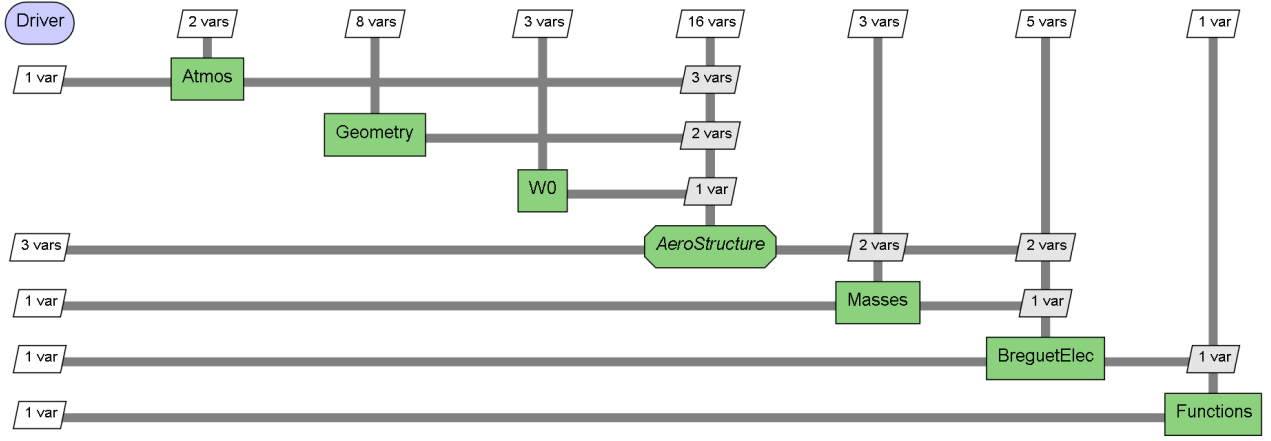 Driver
2 vars
8 vars
3 vars
16 vars
3 vars
5 vars
1 var
1 var
Atmos
3 vars
Geometry
2 vars
W0
1 var
3 vars
AeroStructure
2 vars
2 vars
1 var
Masses
1 var
1 var
BreguetElec
1 var
1 var
Functions